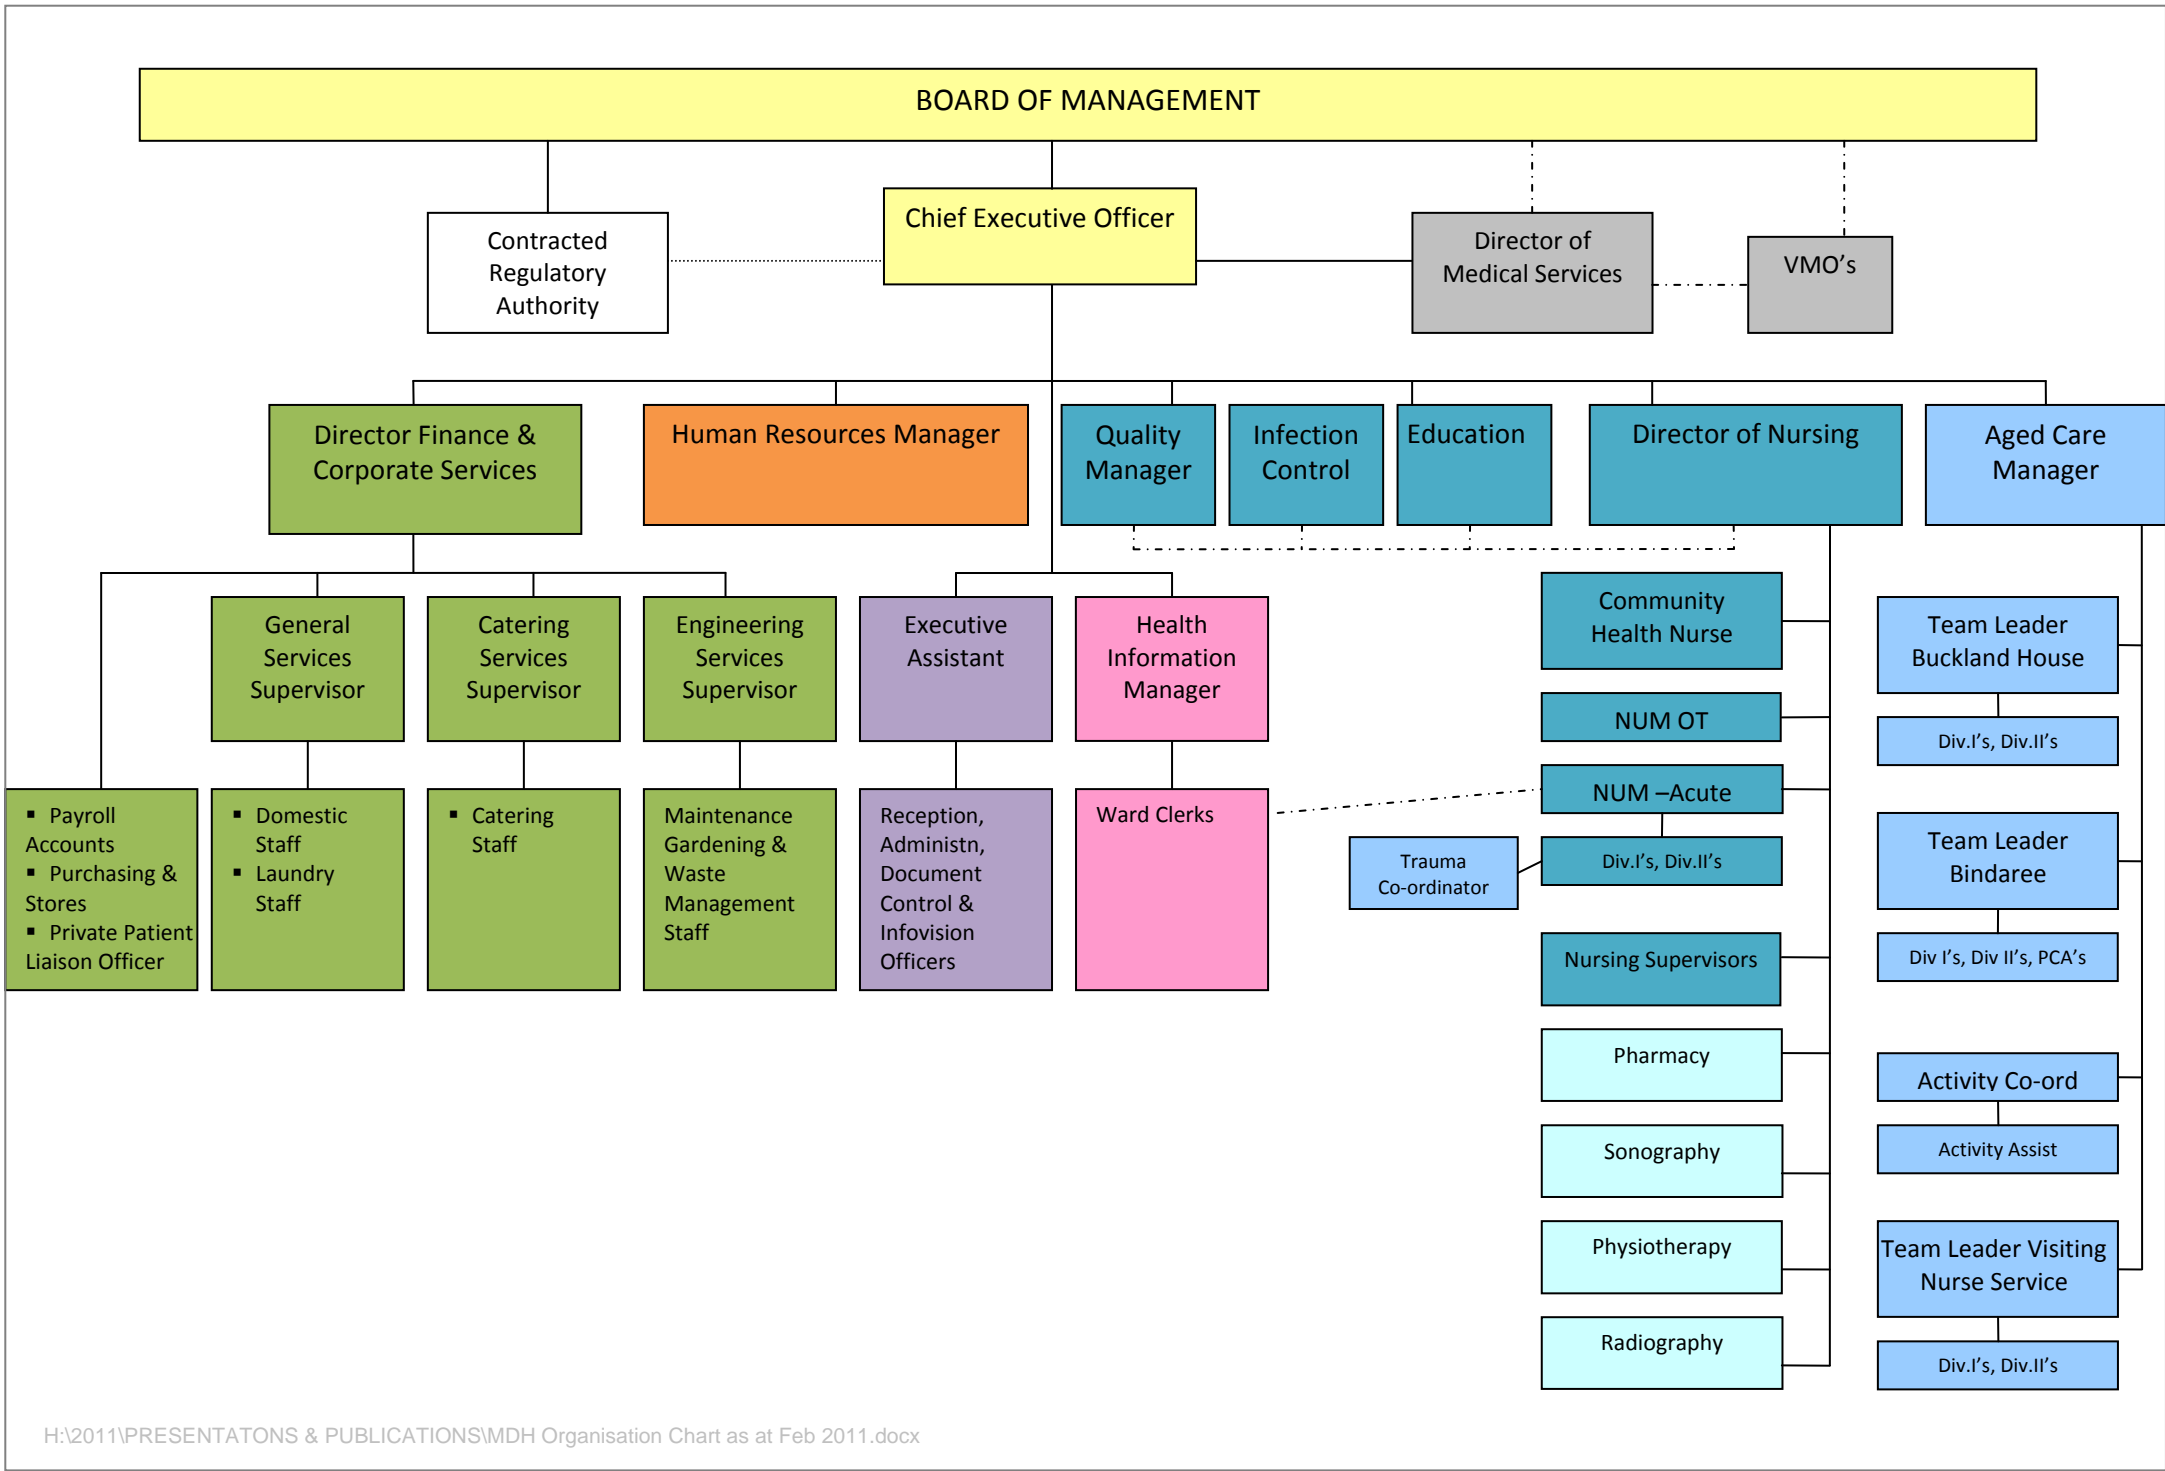 BOARD OF MANAGEMENT
Chief Executive Officer
Contracted
Regulatory
Authority
Director of
Medical Services
VMO’s
Director Finance &
Corporate Services
Human Resources Manager
Quality
Manager
Infection
Control
Education
Director of Nursing
Aged Care
Manager
General
Services
Supervisor
Catering
Services
Supervisor
Engineering
Services
Supervisor
Executive
Assistant
Health
Information
Manager
▪ Payroll
Accounts
▪ Purchasing &
Stores
▪ Private Patient
Liaison Officer
▪ Domestic
Staff
▪ Laundry
Staff
▪ Catering
Staff
Maintenance
Gardening &
Waste
Management
Staff
Reception,
Administn,
Document
Control &
Infovision
Officers
Ward Clerks
Community
Health Nurse
NUM OT
NUM –Acute
Div.I’s, Div.II’s
Trauma
Co-ordinator
Nursing Supervisors
Pharmacy
Sonography
Physiotherapy
Radiography
Team Leader
Buckland House
Div.I’s, Div.II’s
Team Leader
Bindaree
Div I’s, Div II’s, PCA’s
Activity Co-ord
Activity Assist
Team Leader Visiting
Nurse Service
Div.I’s, Div.II’s
H:\2011\PRESENTATONS & PUBLICATIONS\MDH Organisation Chart as at Feb 2011.docx